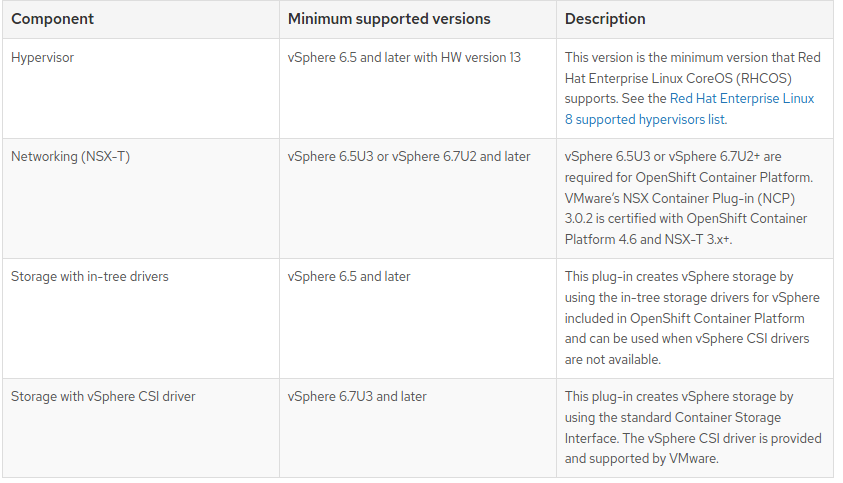 Component
Minimum supported versions
Description
Hypervisor
vSphere 6.5 and later with HW version 13
This version is the minimum version that Red
Hat Enterprise Linux CoreOS (RHCOS)
supports. See the Red Hat Enterprise Linux
8 supported hypervisors list.
Networking (NSX-T)
vSphere 6.5U3 or vSphere 6.7U2 and later
vSphere 6.5U3 or vSphere 6.7U2+ are
required for OpenShift Container Platform.
VMware's NSX Container Plug-in (NCP)
3.0.2 is certified with OpenShift Container
Platform 4.6 and NSX-T 3.x+.
Storage with in-tree drivers
vSphere 6.5 and later
This plug-in creates vSphere storage by
using the in-tree storage drivers for vSphere
included in OpenShift Container Platform
and can be used when vSphere CSI drivers
are not available.
Storage with vSphere CSI driver
vSphere 6.7U3 and later
This plug-in creates vSphere storage by
using the standard Container Storage
Interface. The vSphere CSI driver is provided
and supported by VMware.